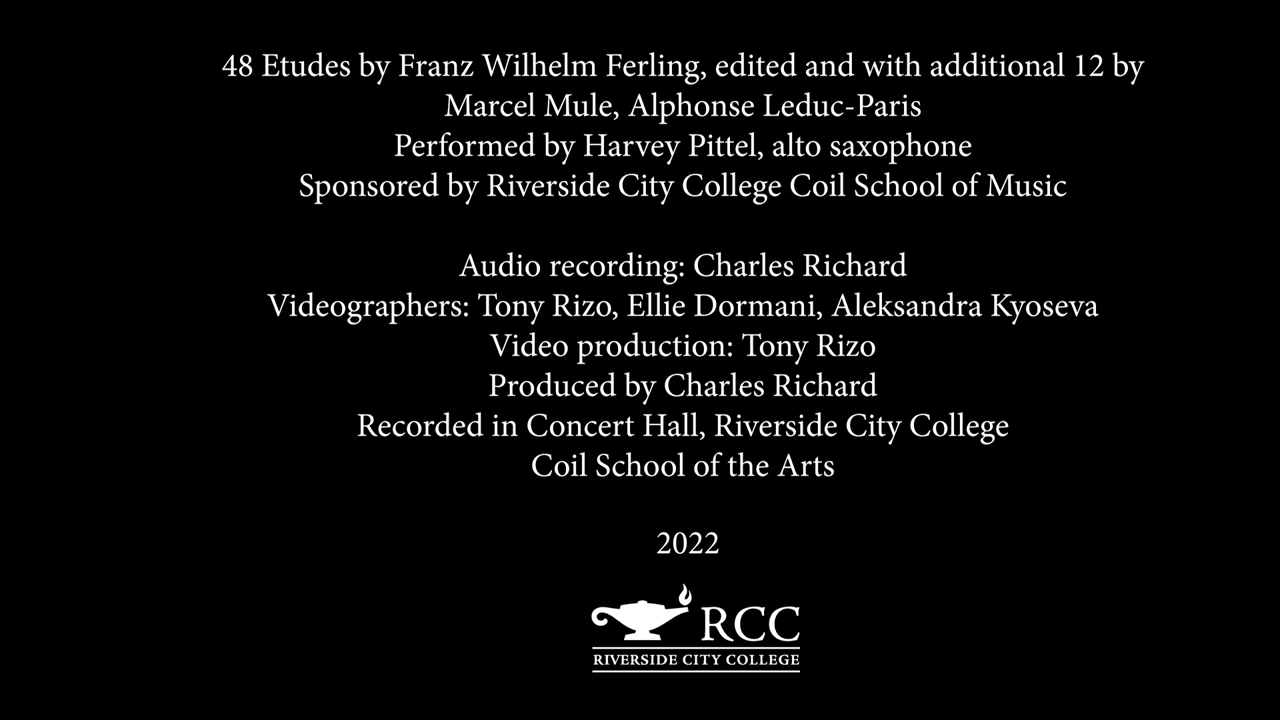 48 Etudes by Franz Wilhelm Ferling, edited and with additional 12 by
Marcel Mule, Alphonse Leduc-Paris
Performed by Harvey Pittel, alto saxophone
Sponsored by Riverside City College Coil School of Music
Audio recording: Charles Richard
Videographers: Tony Rizo, Ellie Dormani, Aleksandra Kyoseva
Video production: Tony Rizo
Produced by Charles Richard
Recorded in Concert Hall, Riverside City College
Coil School of the Arts
2022
RCC
RIVERSIDE CITY COLLEGE